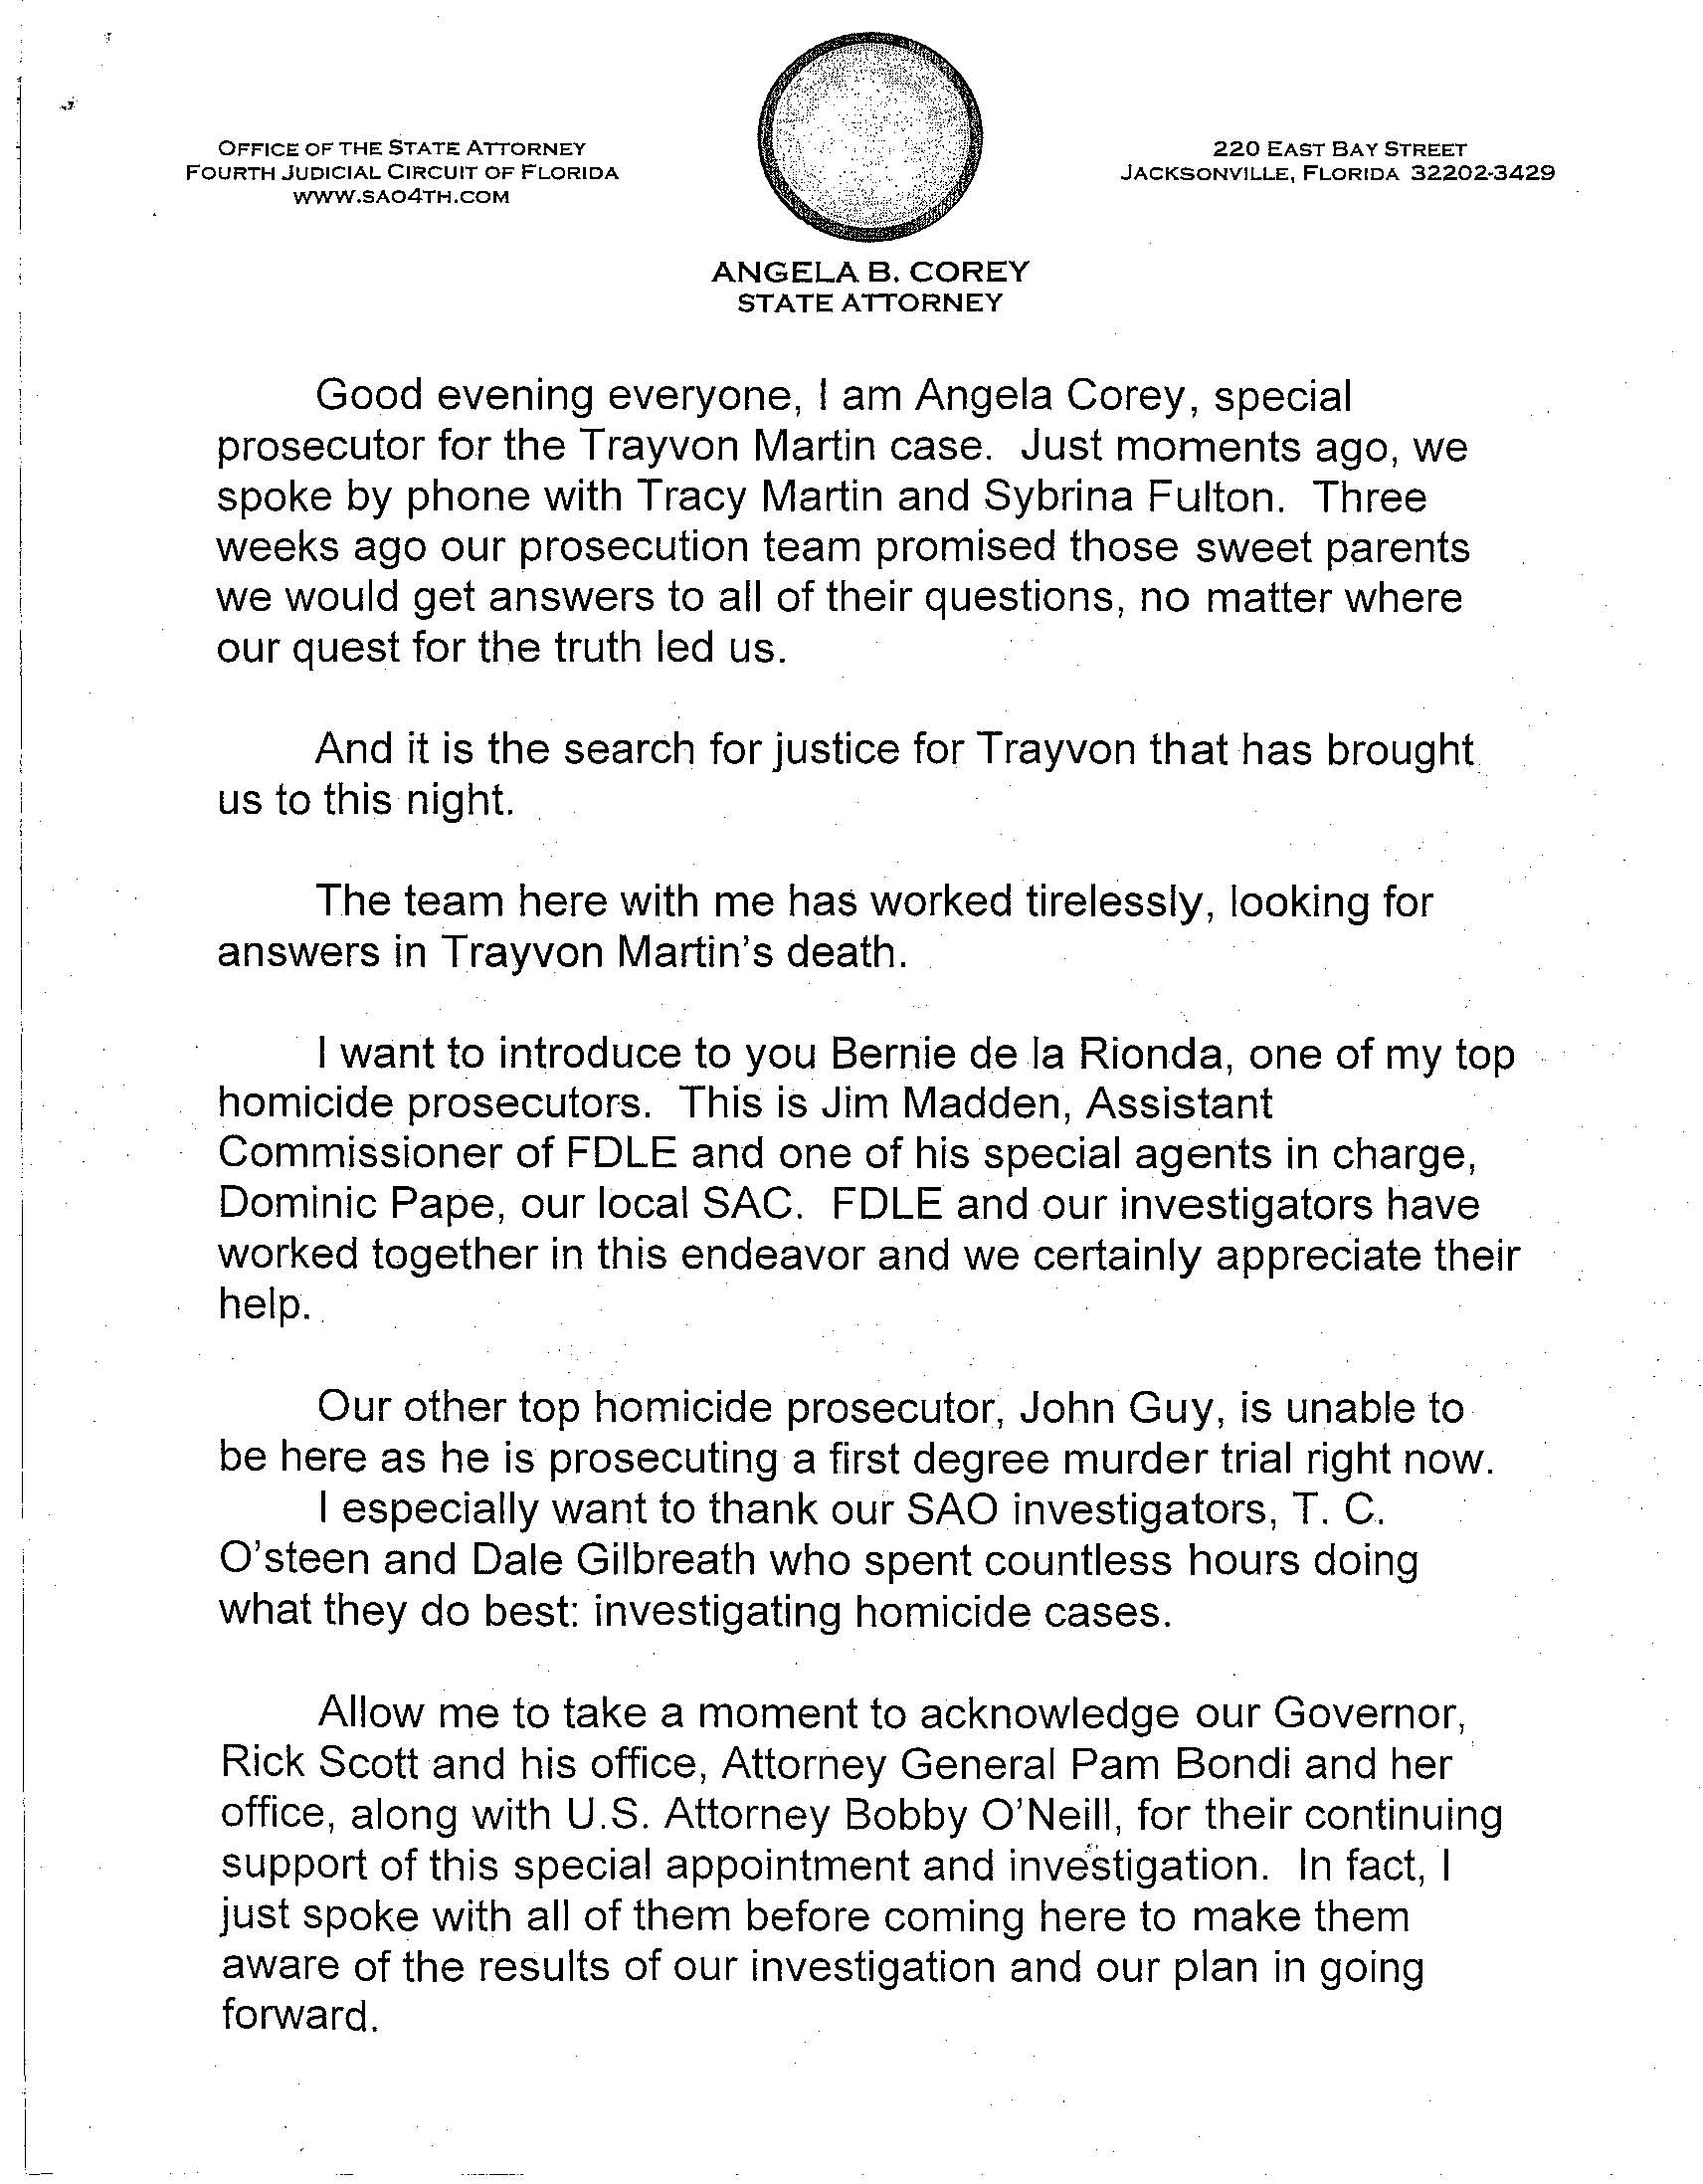 OFFICE OF THE STATE ATTORNEY
FOURTH JUDICIAL CIRCUIT OF FLORIDA
WWW.SAO4TH.COM
220 EAST BAY STREET
JACKSONVILLE, FLORIDA 32202-3429
ANGELA B. COREY
STATE ATTORNEY
Good evening everyone, I am Angela Corey, special
prosecutor for the Trayvon Martin case. Just moments ago, we
spoke by phone with Tracy Martin and Sybrina Fulton. Three
weeks ago our prosecution team promised those sweet parents
we would get answers to all of their questions, no matter where
our quest for the truth led us.
And it is the search for justice for Trayvon that has brought
us to this night.
The team here with me has worked tirelessly, looking for
answers in Trayvon Martin's death.
I want to introduce to you Bernie de la Rionda, one of my top
homicide prosecutors. This is Jim Madden, Assistant
Commissioner of FDLE and one of his special agents in charge,
Dominic Pape, our local SAC. FDLE and our investigators have
worked together in this endeavor and we certainly appreciate their
help.
Our other top homicide prosecutor, John Guy, is unable to
be here as he is prosecuting a first degree murder trial right now.
I especially want to thank our SAO investigators, T. C.
O'steen and Dale Gilbreath who spent countless hours doing
what they do best: investigating homicide cases.
Allow me to take a moment to acknowledge our Governor,
Rick Scott and his office, Attorney General Pam Bondi and her
office, along with U.S. Attorney Bobby O'Neill, for their continuing
support of this special appointment and investigation. In fact, I
just spoke with all of them before coming here to make them
aware of the results of our investigation and our plan in going
forward.